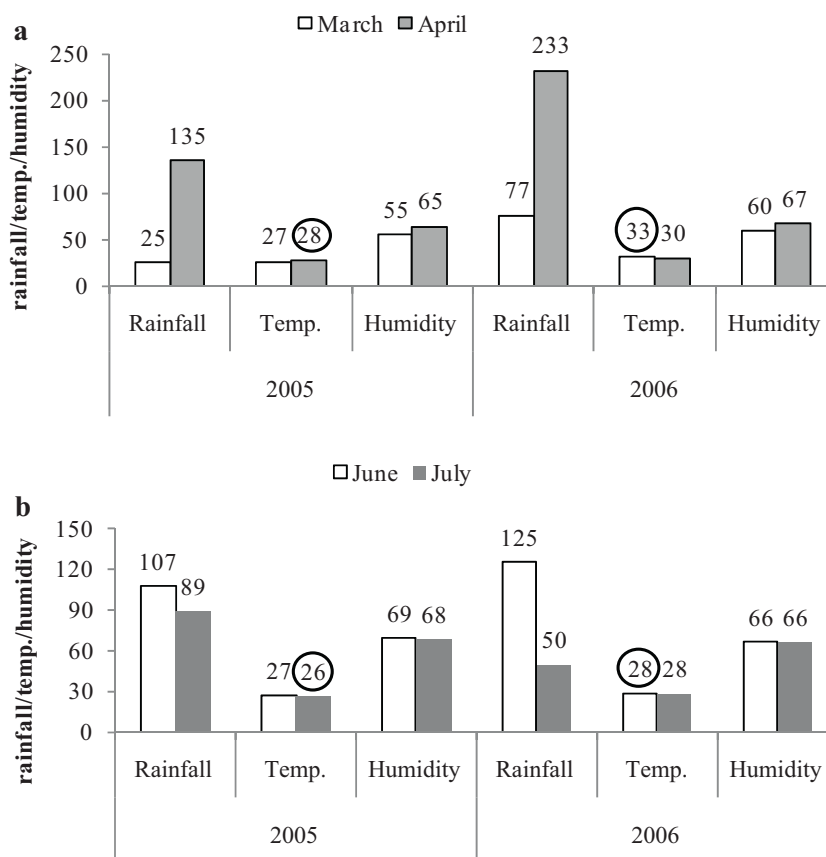 a
March April
rainfall/temp./humidity
250
200
150
100
50
0
25 135 27 28 55 65 77 233 33 30 60 67
Rainfall Temp. Humidity Rainfall Temp. Humidity
2005 2006
b
June July
rainfall/temp./humidity
150
120
90
60
30
0
107 89 27 26 69 68 125 50 28 28 66 66
Rainfall Temp. Humidity Rainfall Temp. Humidity
2005 2006